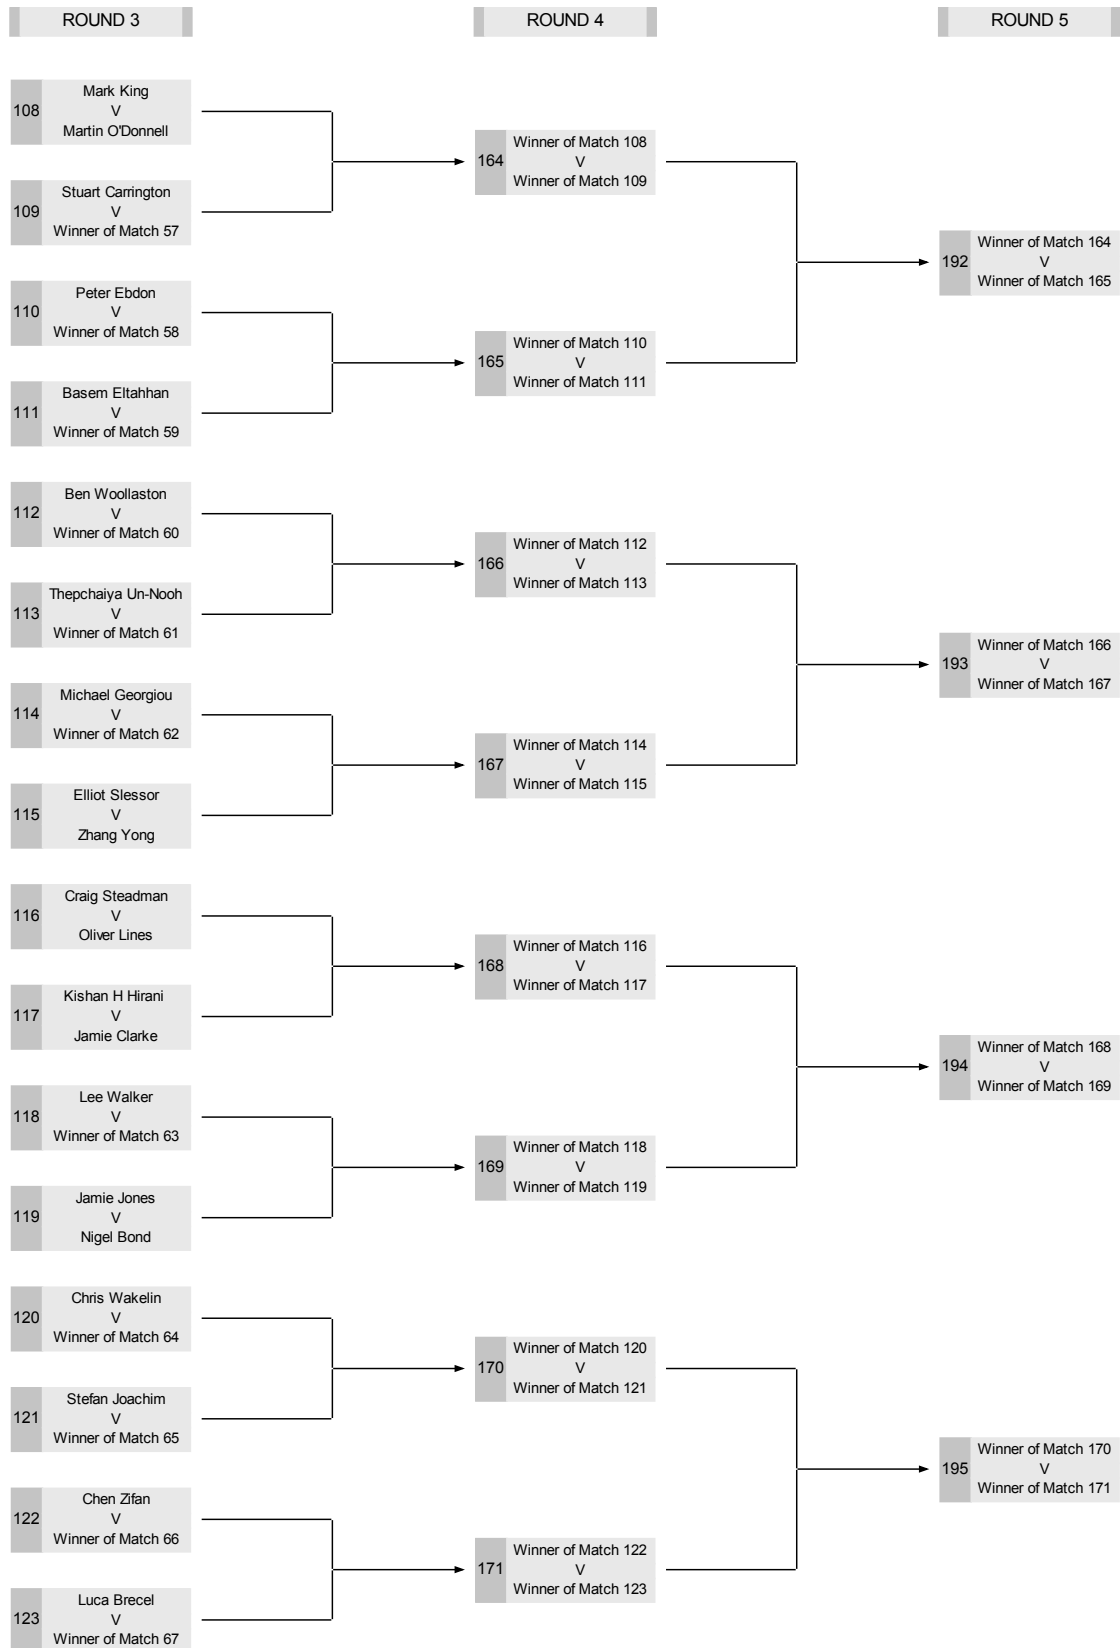 ROUND 3
ROUND 4
ROUND 5
108
Mark King
V
Martin O'Donnell
109
Stuart Carrington
V
Winner of Match 57
110
Peter Ebdon
V
Winner of Match 58
111
Basem Eltahhan
V
Winner of Match 59
112
Ben Woollaston
V
Winner of Match 60
113
Thepchaiya Un-Nooh
V
Winner of Match 61
114
Michael Georgiou
V
Winner of Match 62
115
Elliot Slessor
V
Zhang Yong
116
Craig Steadman
V
Oliver Lines
117
Kishan H Hirani
V
Jamie Clarke
118
Lee Walker
V
Winner of Match 63
119
Jamie Jones
V
Nigel Bond
120
Chris Wakelin
V
Winner of Match 64
121
Stefan Joachim
V
Winner of Match 65
122
Chen Zifan
V
Winner of Match 66
123
Luca Brecel
V
Winner of Match 67
164
Winner of Match 108
V
Winner of Match 109
165
Winner of Match 110
V
Winner of Match 111
166
Winner of Match 112
V
Winner of Match 113
167
Winner of Match 114
V
Winner of Match 115
168
Winner of Match 116
V
Winner of Match 117
169
Winner of Match 118
V
Winner of Match 119
170
Winner of Match 120
V
Winner of Match 121
171
Winner of Match 122
V
Winner of Match 123
192
Winner of Match 164
V
Winner of Match 165
193
Winner of Match 166
V
Winner of Match 167
194
Winner of Match 168
V
Winner of Match 169
195
Winner of Match 170
V
Winner of Match 171